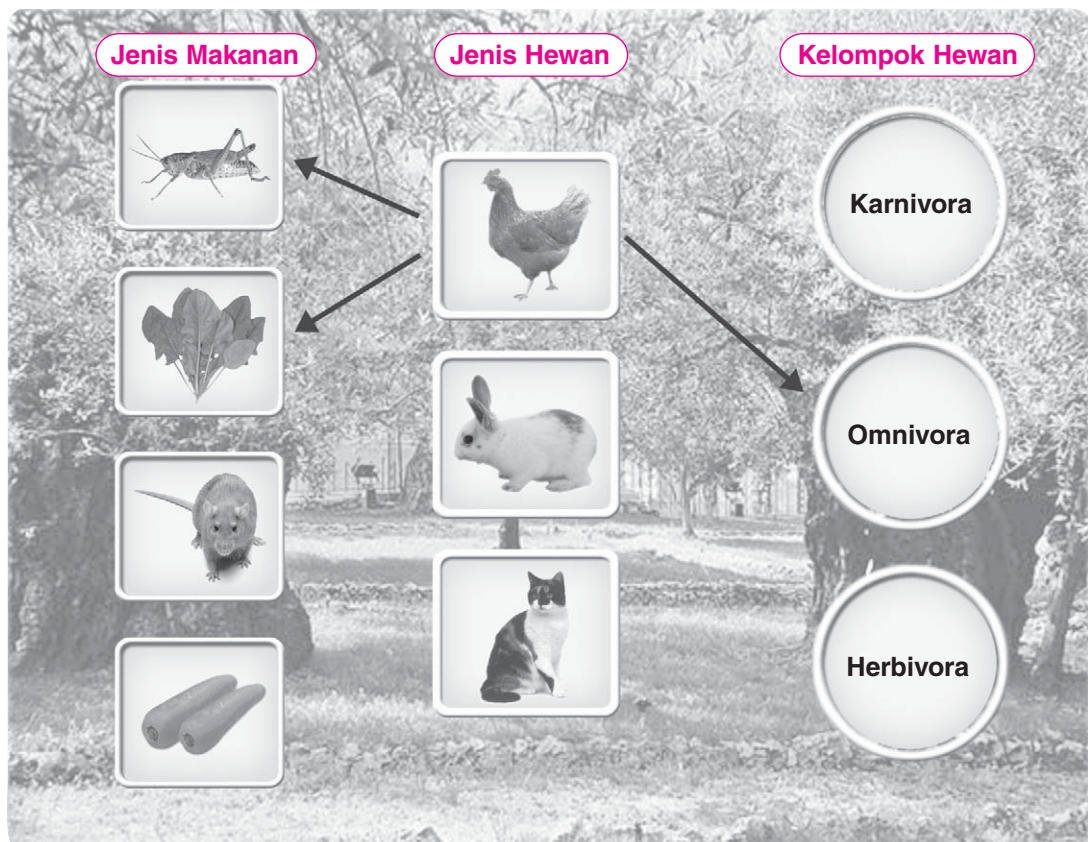 Jenis Makanan
Jenis Hewan
Kelompok Hewan
Karnivora
Omnivora
Herbivora